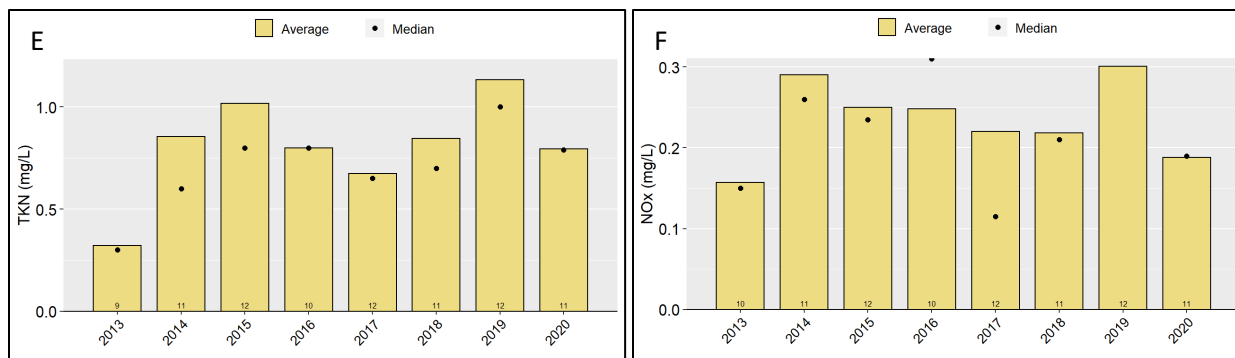 E
Average Median
TKN (mg/L)
1.0
0.5
0.0
9 11 12 10 12 11 12 11
2013 2014 2015 2016 2017 2018 2019 2020
F
Average Median
NOx (mg/L)
0.3
0.2
0.1
0.0
10 11 12 10 12 11 12 11
2013 2014 2015 2016 2017 2018 2019 2020